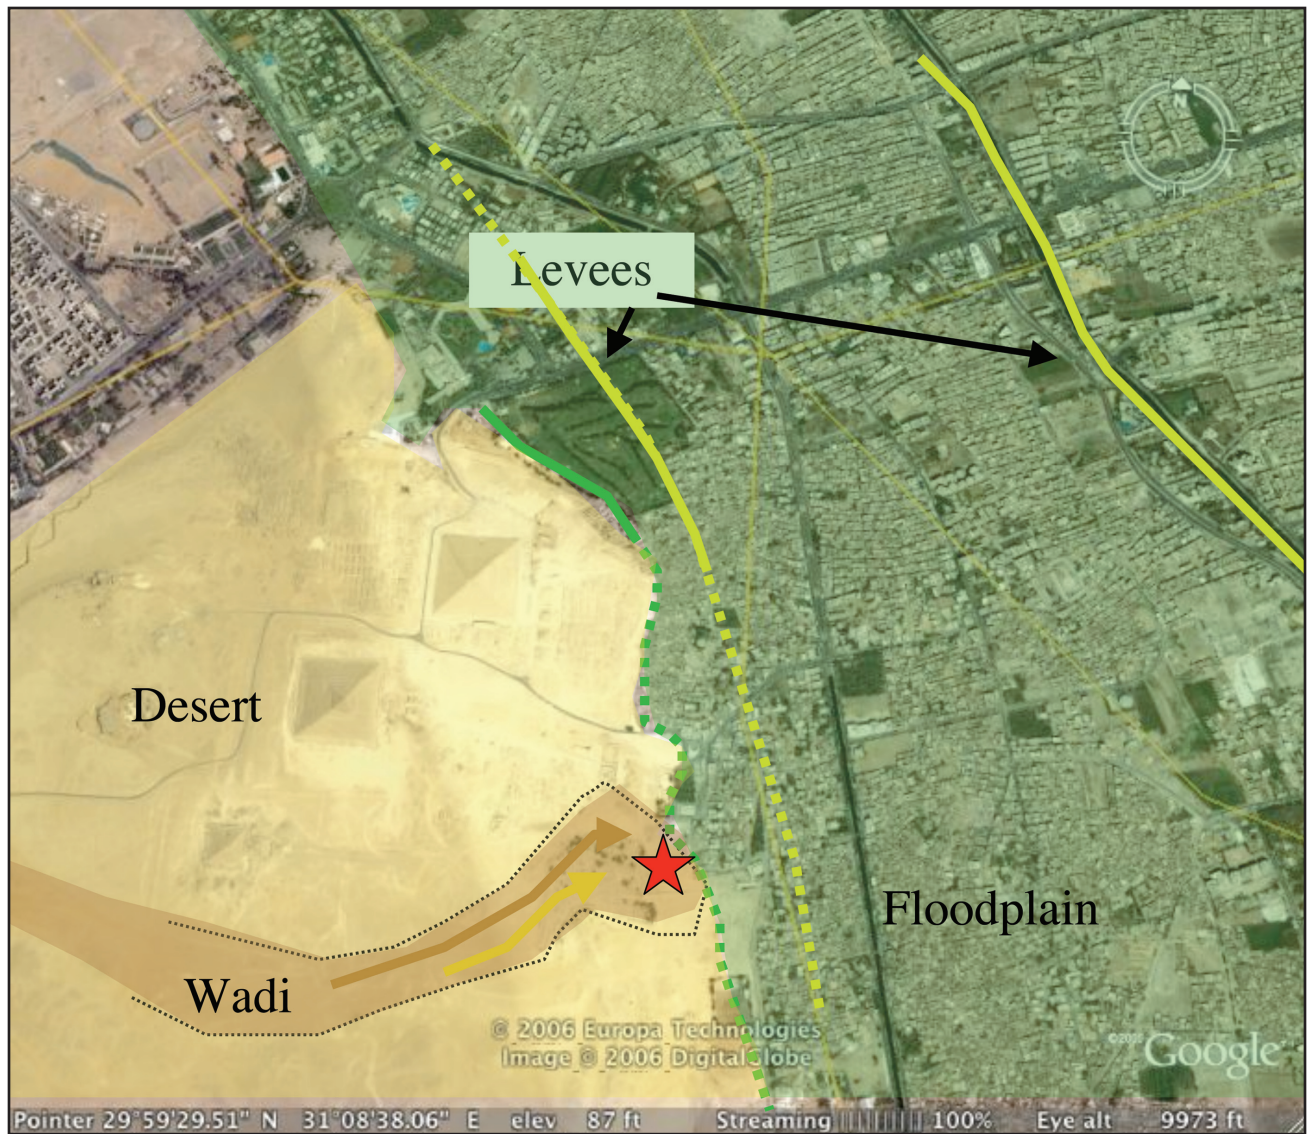 N
Levees
Desert
Floodplain
Wadi
© 2006 Europa Technologies
Image © 2006 DigitalGlobe
Google
Pointer 29°59'29.51" N 31°08'38.06" E elev 87 ft Streaming 100% Eye alt 9973 ft